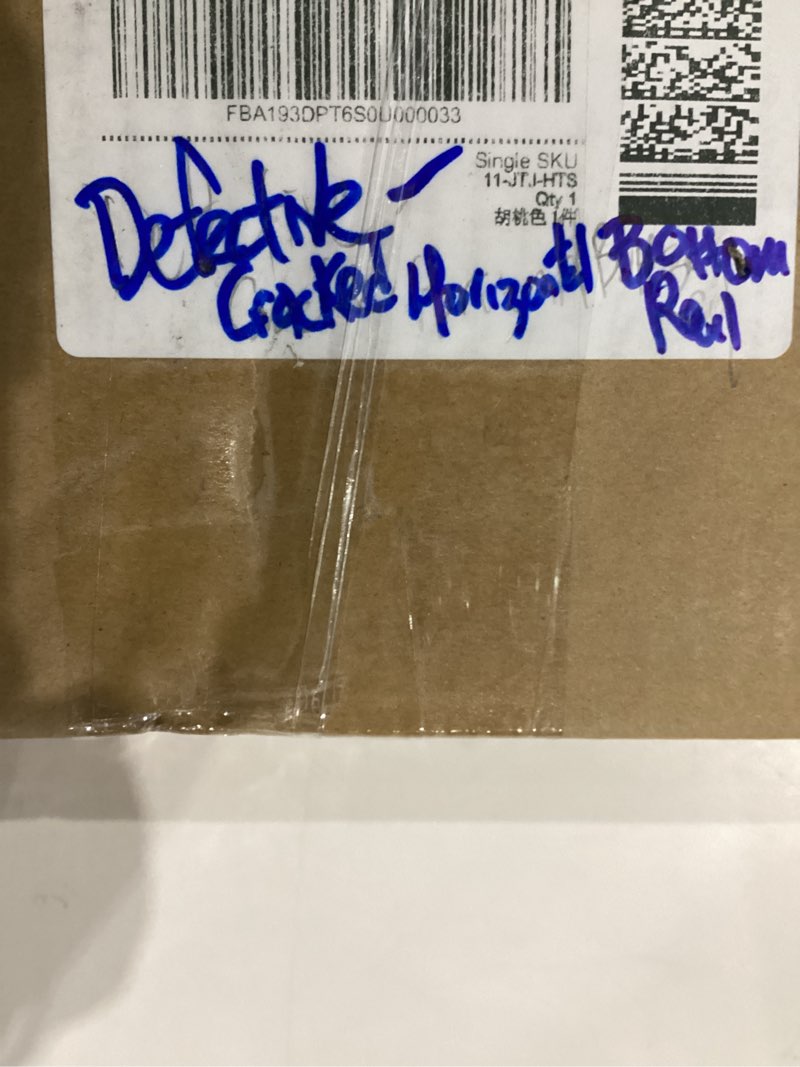 FBA193DPT6S0U000033
Single SKU
11-JTJ-HTS
Qty 1
胡桃色 1件
Defective -
Cracked Horizontal Bottom
Rail